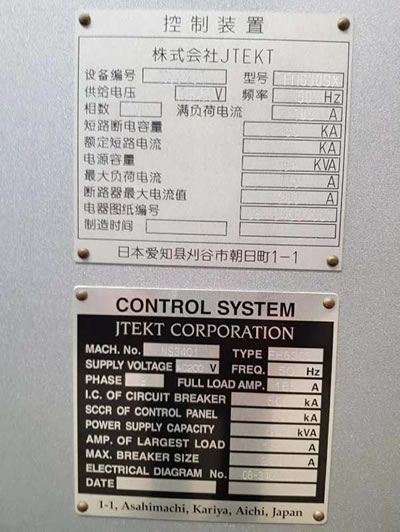 控制装置
株式会社JTEKT
设备编号 型号
供给电压 V 频率 Hz
相数 满负荷电流 A
短路断电容量 KA
额定短路电流 KA
电源容量 KVA
最大负荷电流 A
断路器最大电流值 A
电器图纸编号
制造时间
日本爱知县刈谷市朝日町1-1
CONTROL SYSTEM
JTEKT CORPORATION
MACH. No. TYPE
SUPPLY VOLTAGE 200 V FREQ. 50 Hz
PHASE FULL LOAD AMP. A
I.C. OF CIRCUIT BREAKER kA
SCCR OF CONTROL PANEL kA
POWER SUPPLY CAPACITY kVA
AMP. OF LARGEST LOAD A
MAX. BREAKER SIZE A
ELECTRICAL DIAGRAM No.
DATE
1-1, Asahimachi, Kariya, Aichi, Japan